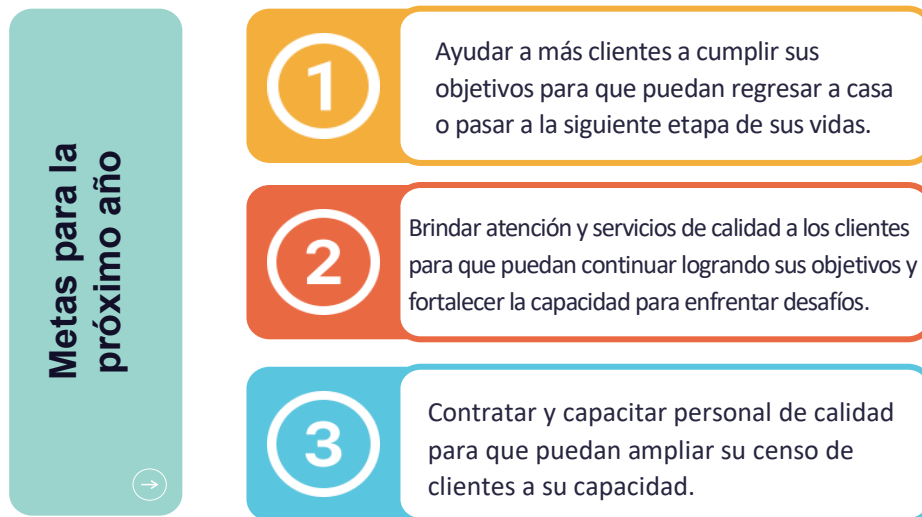 Metas para la
próximo año
1
Ayudar a más clientes a cumplir sus
objetivos para que puedan regresar a casa
o pasar a la siguiente etapa de sus vidas.
2
Brindar atención y servicios de calidad a los clientes
para que puedan continuar logrando sus objetivos y
fortalecer la capacidad para enfrentar desafíos.
3
Contratar y capacitar personal de calidad
para que puedan ampliar su censo de
clientes a su capacidad.